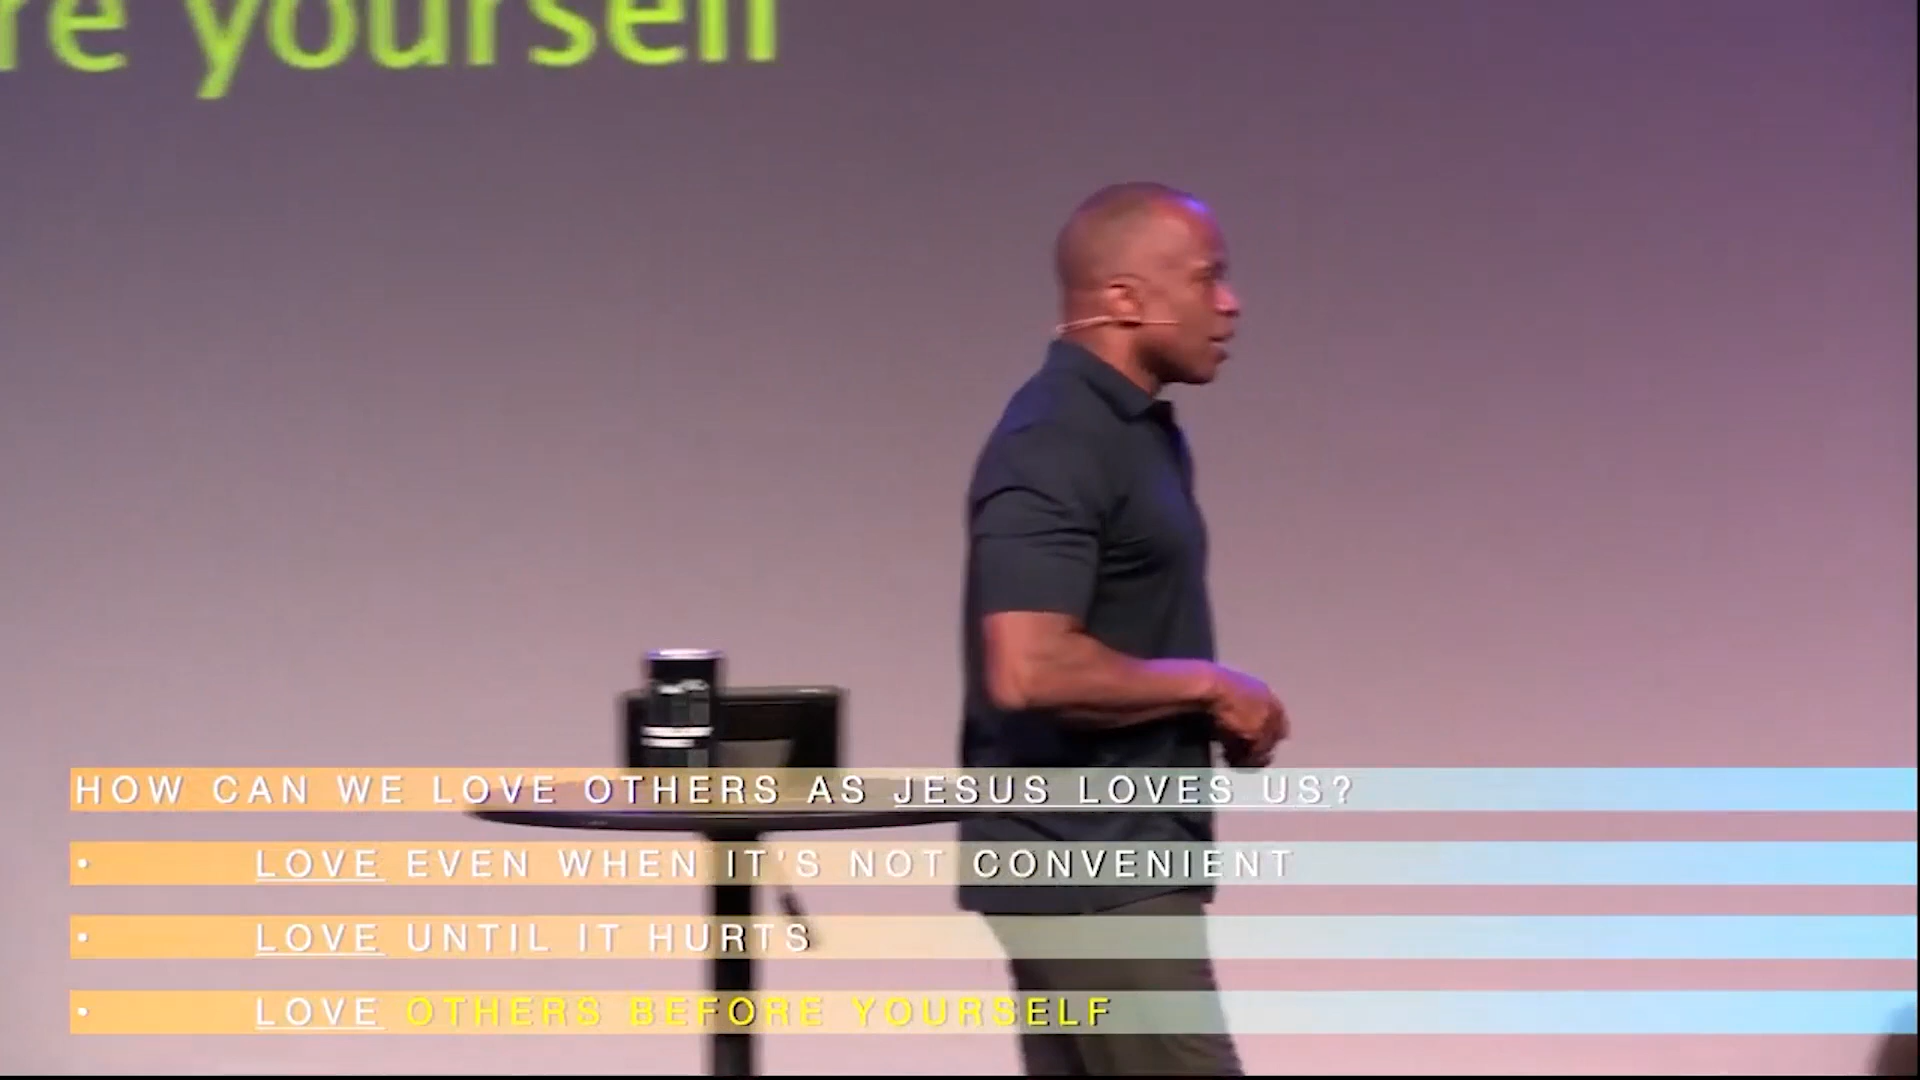 re yourself
HOW CAN WE LOVE OTHERS AS JESUS LOVES US?
• LOVE EVEN WHEN IT'S NOT CONVENIENT
• LOVE UNTIL IT HURTS
• LOVE OTHERS BEFORE YOURSELF